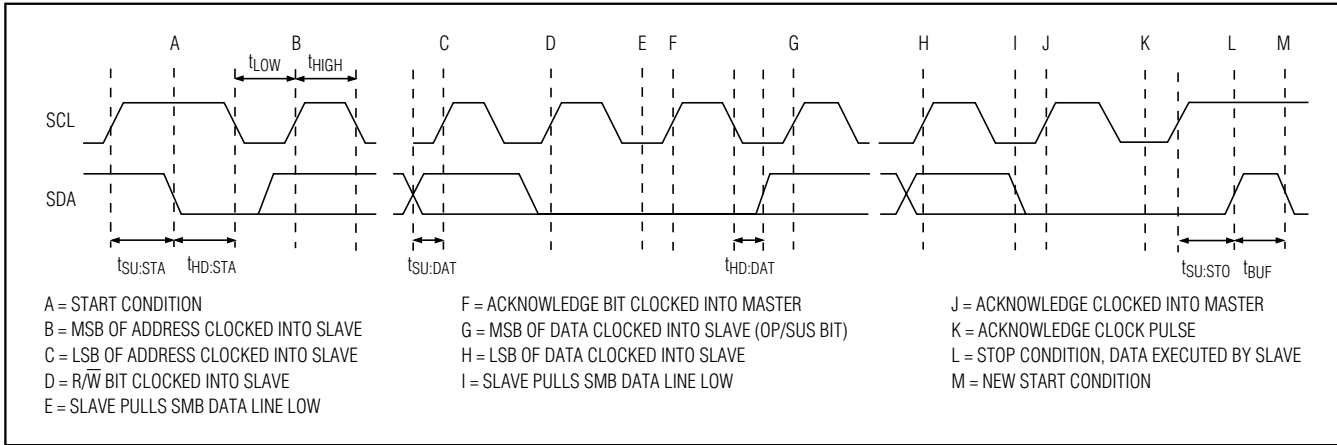 A B C D E F G H I J K L M
tLOW tHIGH
SCL
SDA
tSU:STA tHD:STA tSU:DAT tHD:DAT tSU:STO tBUF
A = START CONDITION
B = MSB OF ADDRESS CLOCKED INTO SLAVE
C = LSB OF ADDRESS CLOCKED INTO SLAVE
D = R/W̅ BIT CLOCKED INTO SLAVE
E = SLAVE PULLS SMB DATA LINE LOW
F = ACKNOWLEDGE BIT CLOCKED INTO MASTER
G = MSB OF DATA CLOCKED INTO SLAVE (OP/SUS BIT)
H = LSB OF DATA CLOCKED INTO SLAVE
I = SLAVE PULLS SMB DATA LINE LOW
J = ACKNOWLEDGE CLOCKED INTO MASTER
K = ACKNOWLEDGE CLOCK PULSE
L = STOP CONDITION, DATA EXECUTED BY SLAVE
M = NEW START CONDITION